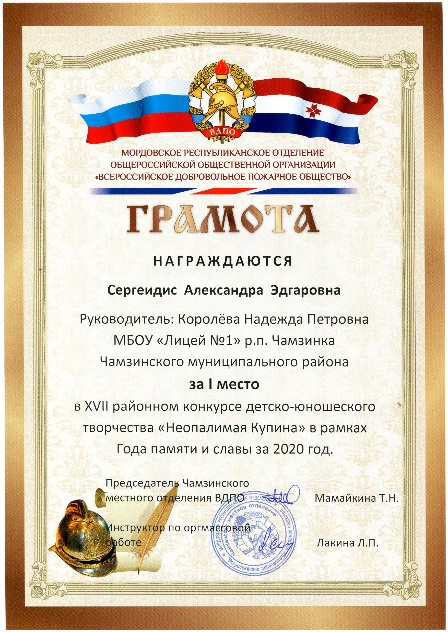 ВДПО
МОРДОВСКОЕ РЕСПУБЛИКАНСКОЕ ОТДЕЛЕНИЕ
ОБЩЕРОССИЙСКОЙ ОБЩЕСТВЕННОЙ ОРГАНИЗАЦИИ
«ВСЕРОССИЙСКОЕ ДОБРОВОЛЬНОЕ ПОЖАРНОЕ ОБЩЕСТВО»
ГРАМОТА
НАГРАЖДАЮТСЯ
Сергеидис Александра Эдгаровна
Руководитель: Королёва Надежда Петровна
МБОУ «Лицей №1» р.п. Чамзинка
Чамзинского муниципального района
за I место
в XVII районном конкурсе детско-юношеского
творчества «Неопалимая Купина» в рамках
Года памяти и славы за 2020 год.
Председатель Чамзинского
местного отделения ВДПО Мамайкина Т.Н.
Инструктор по оргмассовой
работе Лакина Л.П.